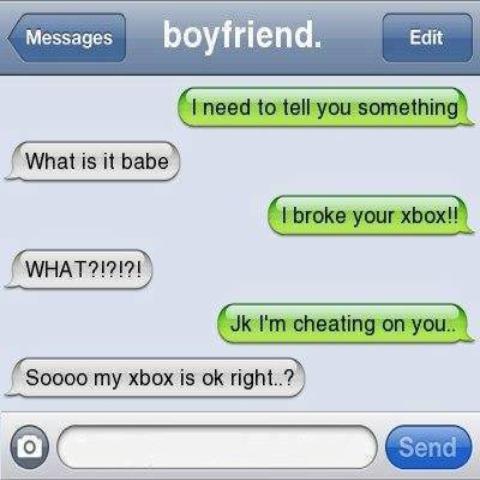 Messages boyfriend. Edit
I need to tell you something
What is it babe
I broke your xbox!!
WHAT?!?!?!
Jk I'm cheating on you..
Soooo my xbox is ok right..?
Send